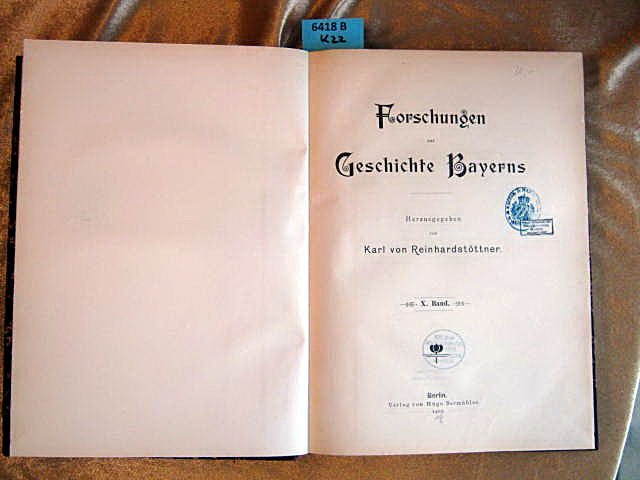 6418 B
K22
Forschungen
zur
Geschichte Bayerns
Herausgegeben
von
Karl von Reinhardstöttner.
X. Band.
Berlin.
Verlag von Hugo Bermühler